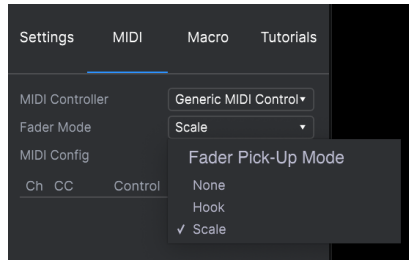 Settings MIDI Macro Tutorials
MIDI Controller Generic MIDI Control▾
Fader Mode Scale ▾
MIDI Config
Fader Pick-Up Mode
Ch CC Control
None
Hook
✓ Scale